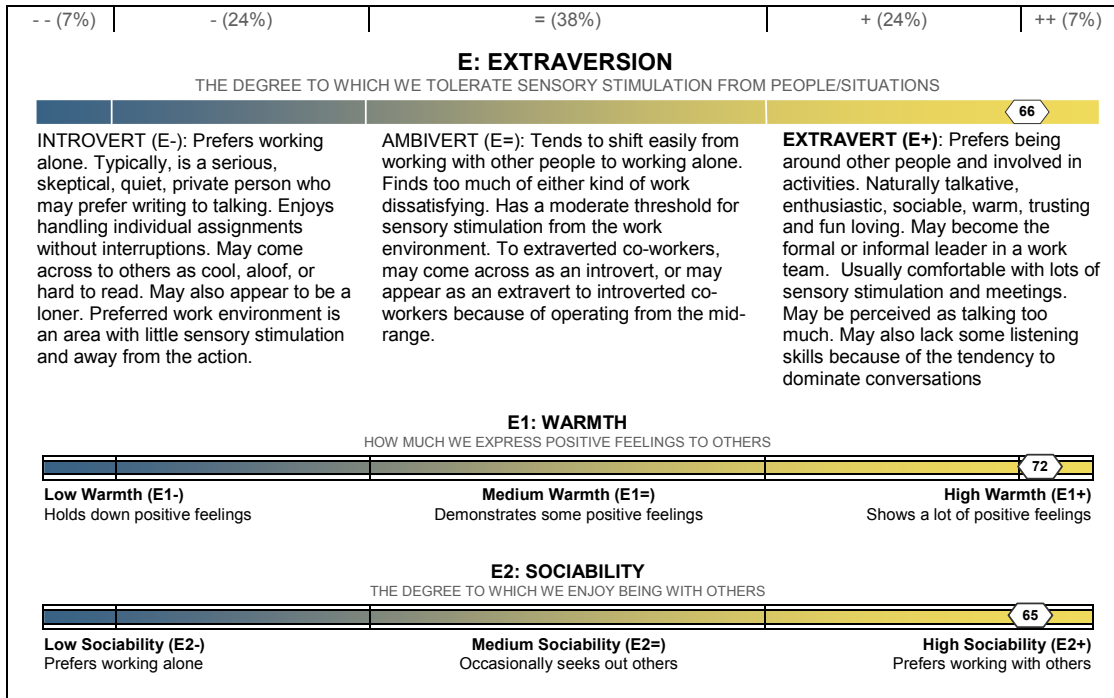 - - (7%) - (24%) = (38%) + (24%) ++ (7%)
E: EXTRAVERSION
THE DEGREE TO WHICH WE TOLERATE SENSORY STIMULATION FROM PEOPLE/SITUATIONS
66
INTROVERT (E-): Prefers working
alone. Typically, is a serious,
skeptical, quiet, private person who
may prefer writing to talking. Enjoys
handling individual assignments
without interruptions. May come
across to others as cool, aloof, or
hard to read. May also appear to be a
loner. Preferred work environment is
an area with little sensory stimulation
and away from the action.
AMBIVERT (E=): Tends to shift easily from
working with other people to working alone.
Finds too much of either kind of work
dissatisfying. Has a moderate threshold for
sensory stimulation from the work
environment. To extraverted co-workers,
may come across as an introvert, or may
appear as an extravert to introverted co-
workers because of operating from the mid-
range.
EXTRAVERT (E+): Prefers being
around other people and involved in
activities. Naturally talkative,
enthusiastic, sociable, warm, trusting
and fun loving. May become the
formal or informal leader in a work
team. Usually comfortable with lots of
sensory stimulation and meetings.
May be perceived as talking too
much. May also lack some listening
skills because of the tendency to
dominate conversations
E1: WARMTH
HOW MUCH WE EXPRESS POSITIVE FEELINGS TO OTHERS
72
Low Warmth (E1-) Medium Warmth (E1=) High Warmth (E1+)
Holds down positive feelings Demonstrates some positive feelings Shows a lot of positive feelings
E2: SOCIABILITY
THE DEGREE TO WHICH WE ENJOY BEING WITH OTHERS
65
Low Sociability (E2-) Medium Sociability (E2=) High Sociability (E2+)
Prefers working alone Occasionally seeks out others Prefers working with others